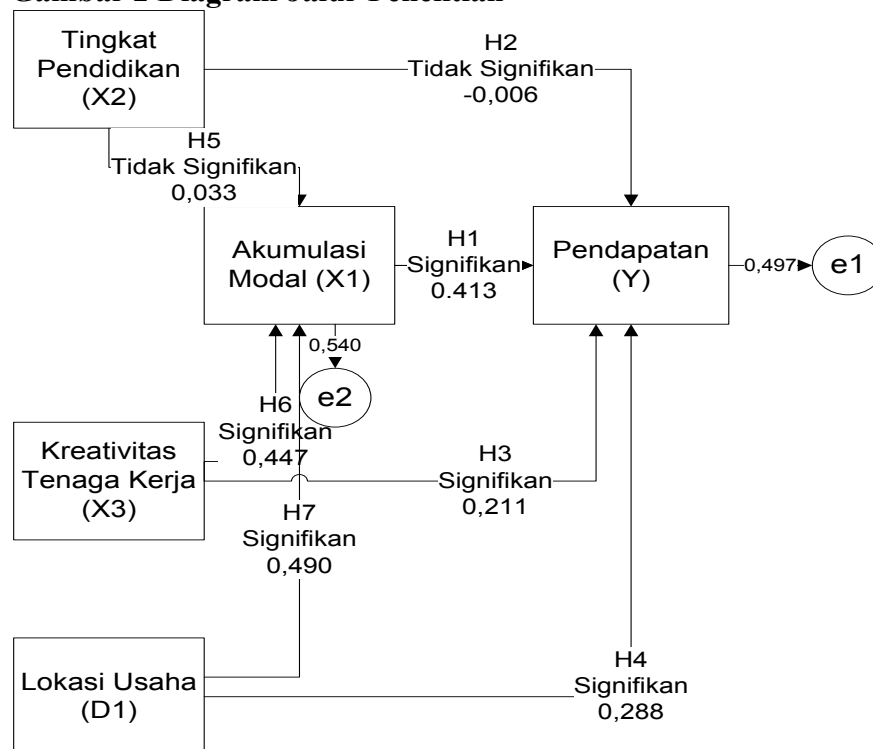 Gambar 2 Diagram Jalur Penelitian
Tingkat
Pendidikan
(X2)
H2
Tidak Signifikan
-0,006
H5
Tidak Signifikan
0,033
Akumulasi
Modal (X1)
H1
Signifikan
0.413
Pendapatan
(Y)
0,497
e1
0,540
e2
H6
Signifikan
0,447
Kreativitas
Tenaga Kerja
(X3)
H3
Signifikan
0,211
H7
Signifikan
0,490
Lokasi Usaha
(D1)
H4
Signifikan
0,288